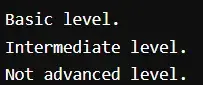 Basic level.
Intermediate level.
Not advanced level.